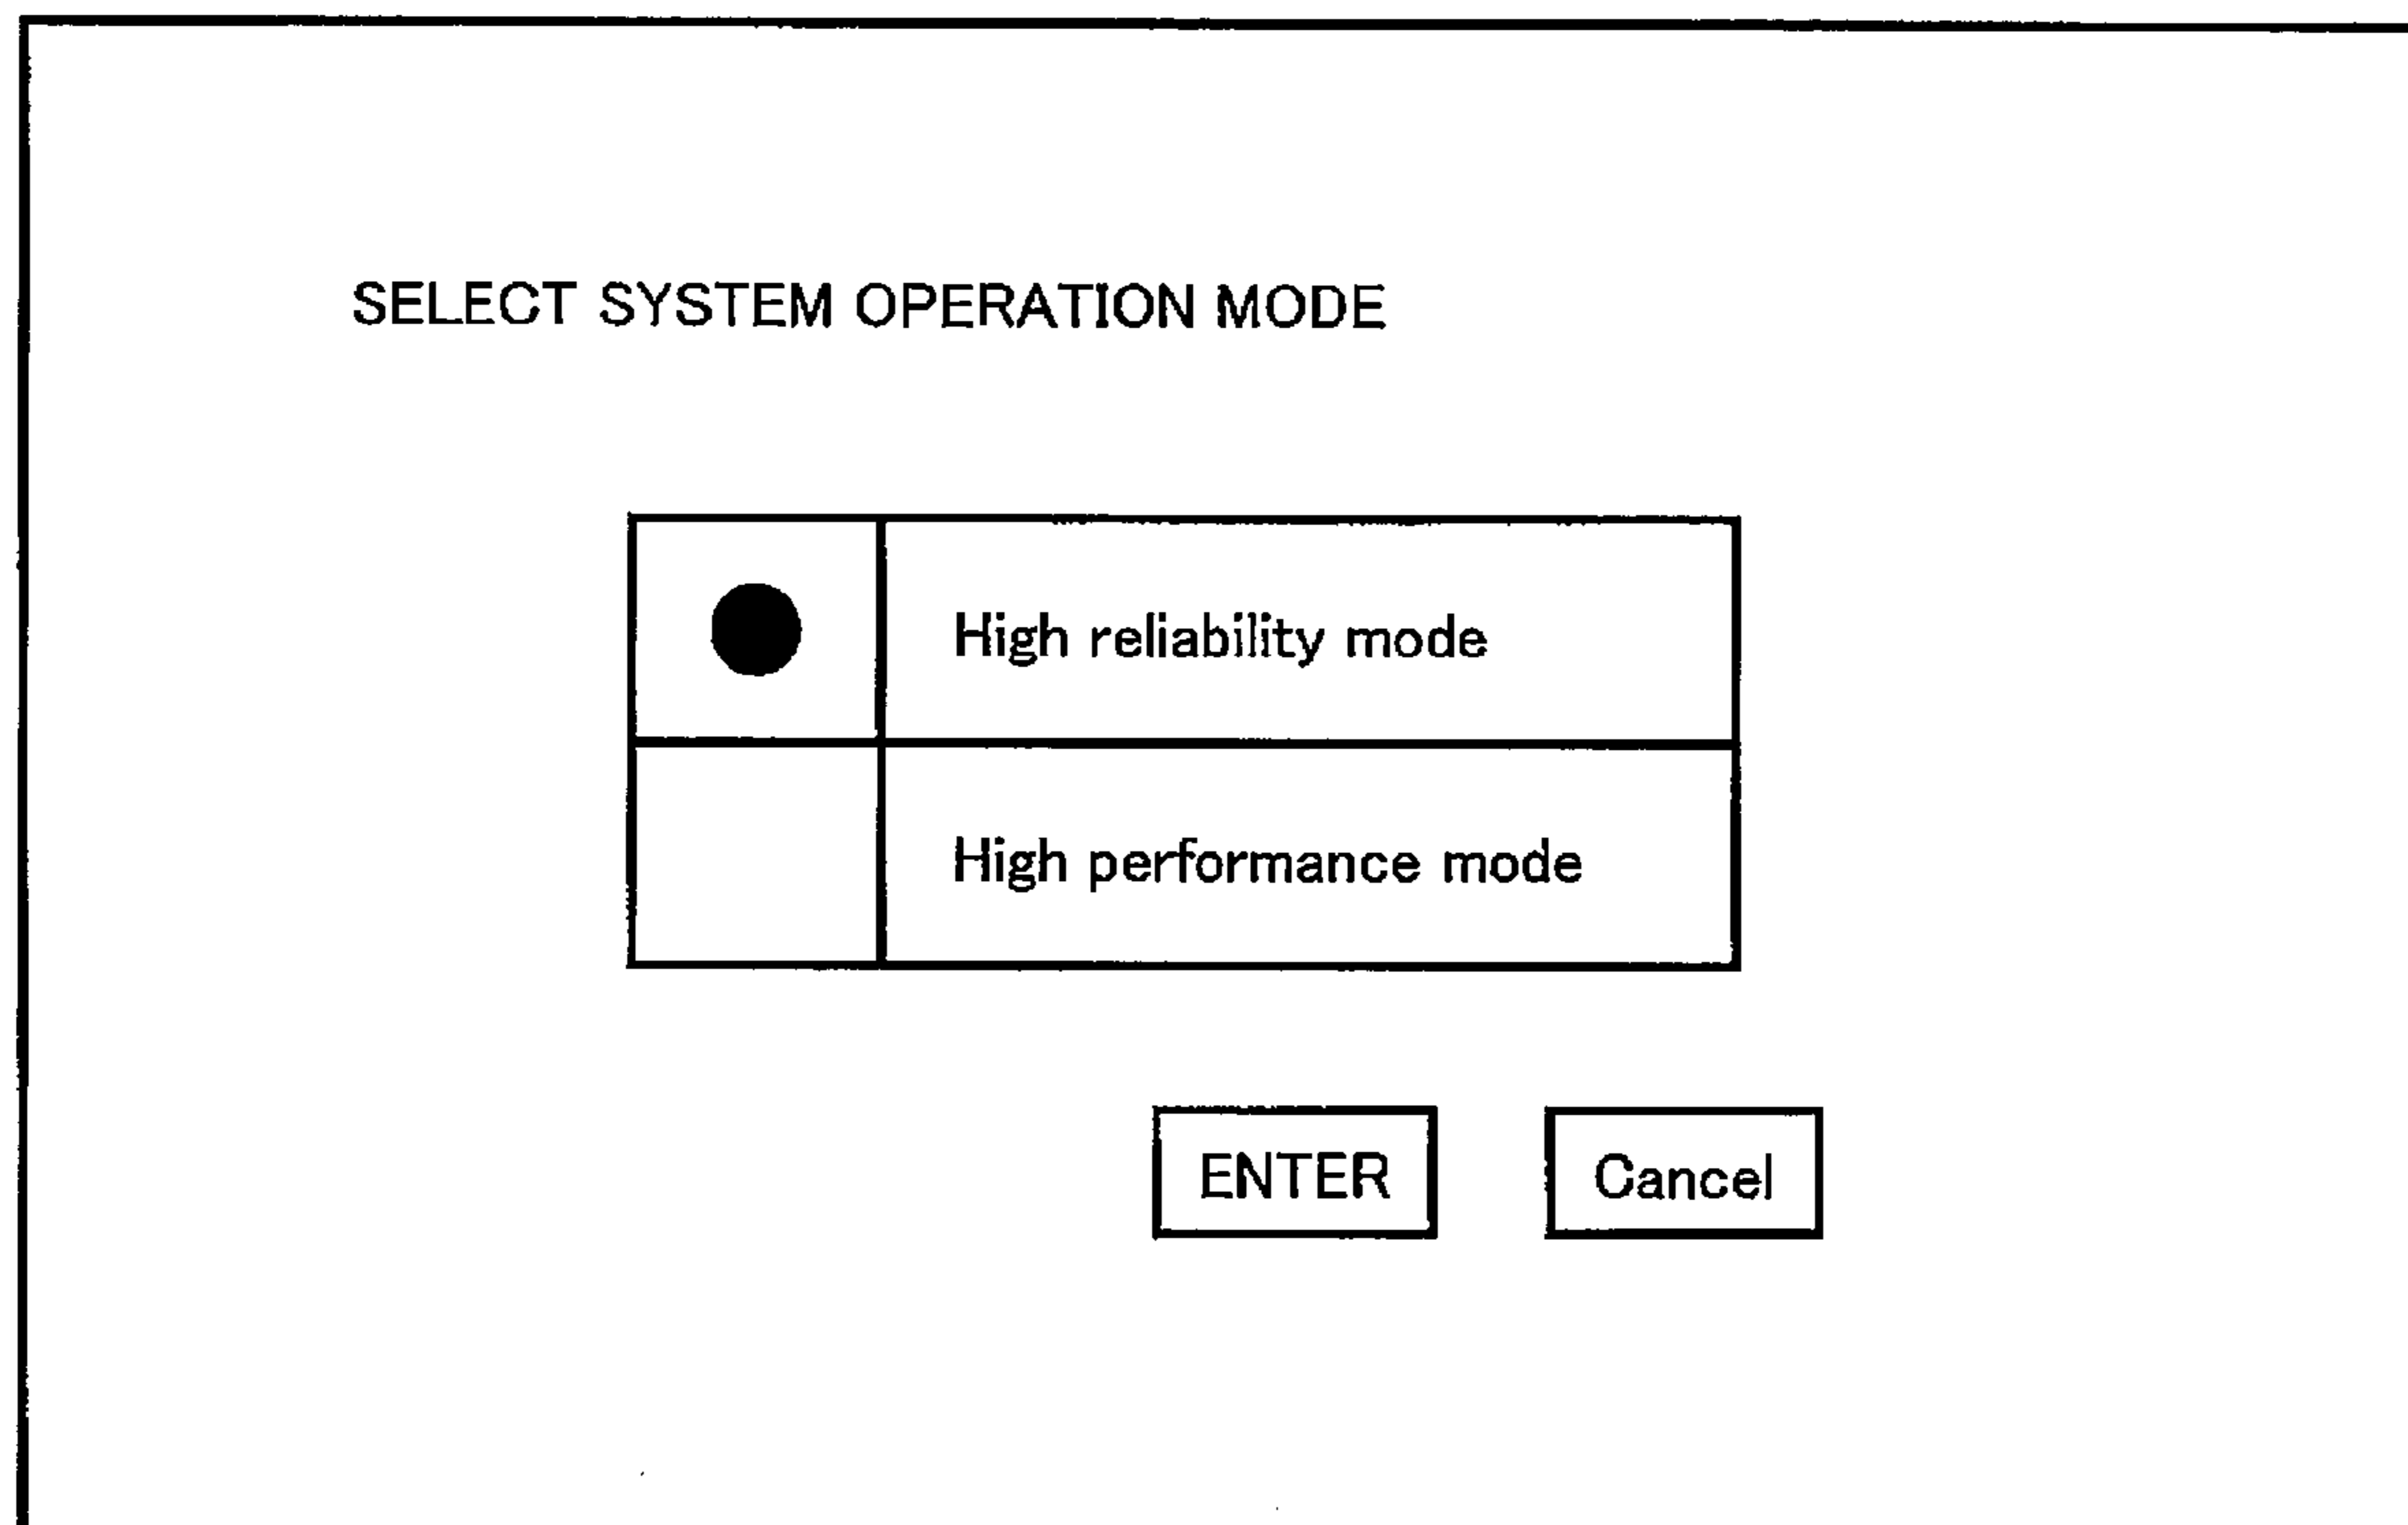 SELECT SYSTEM OPERATION MODE
High reliability mode
High performance mode
ENTER Cancel